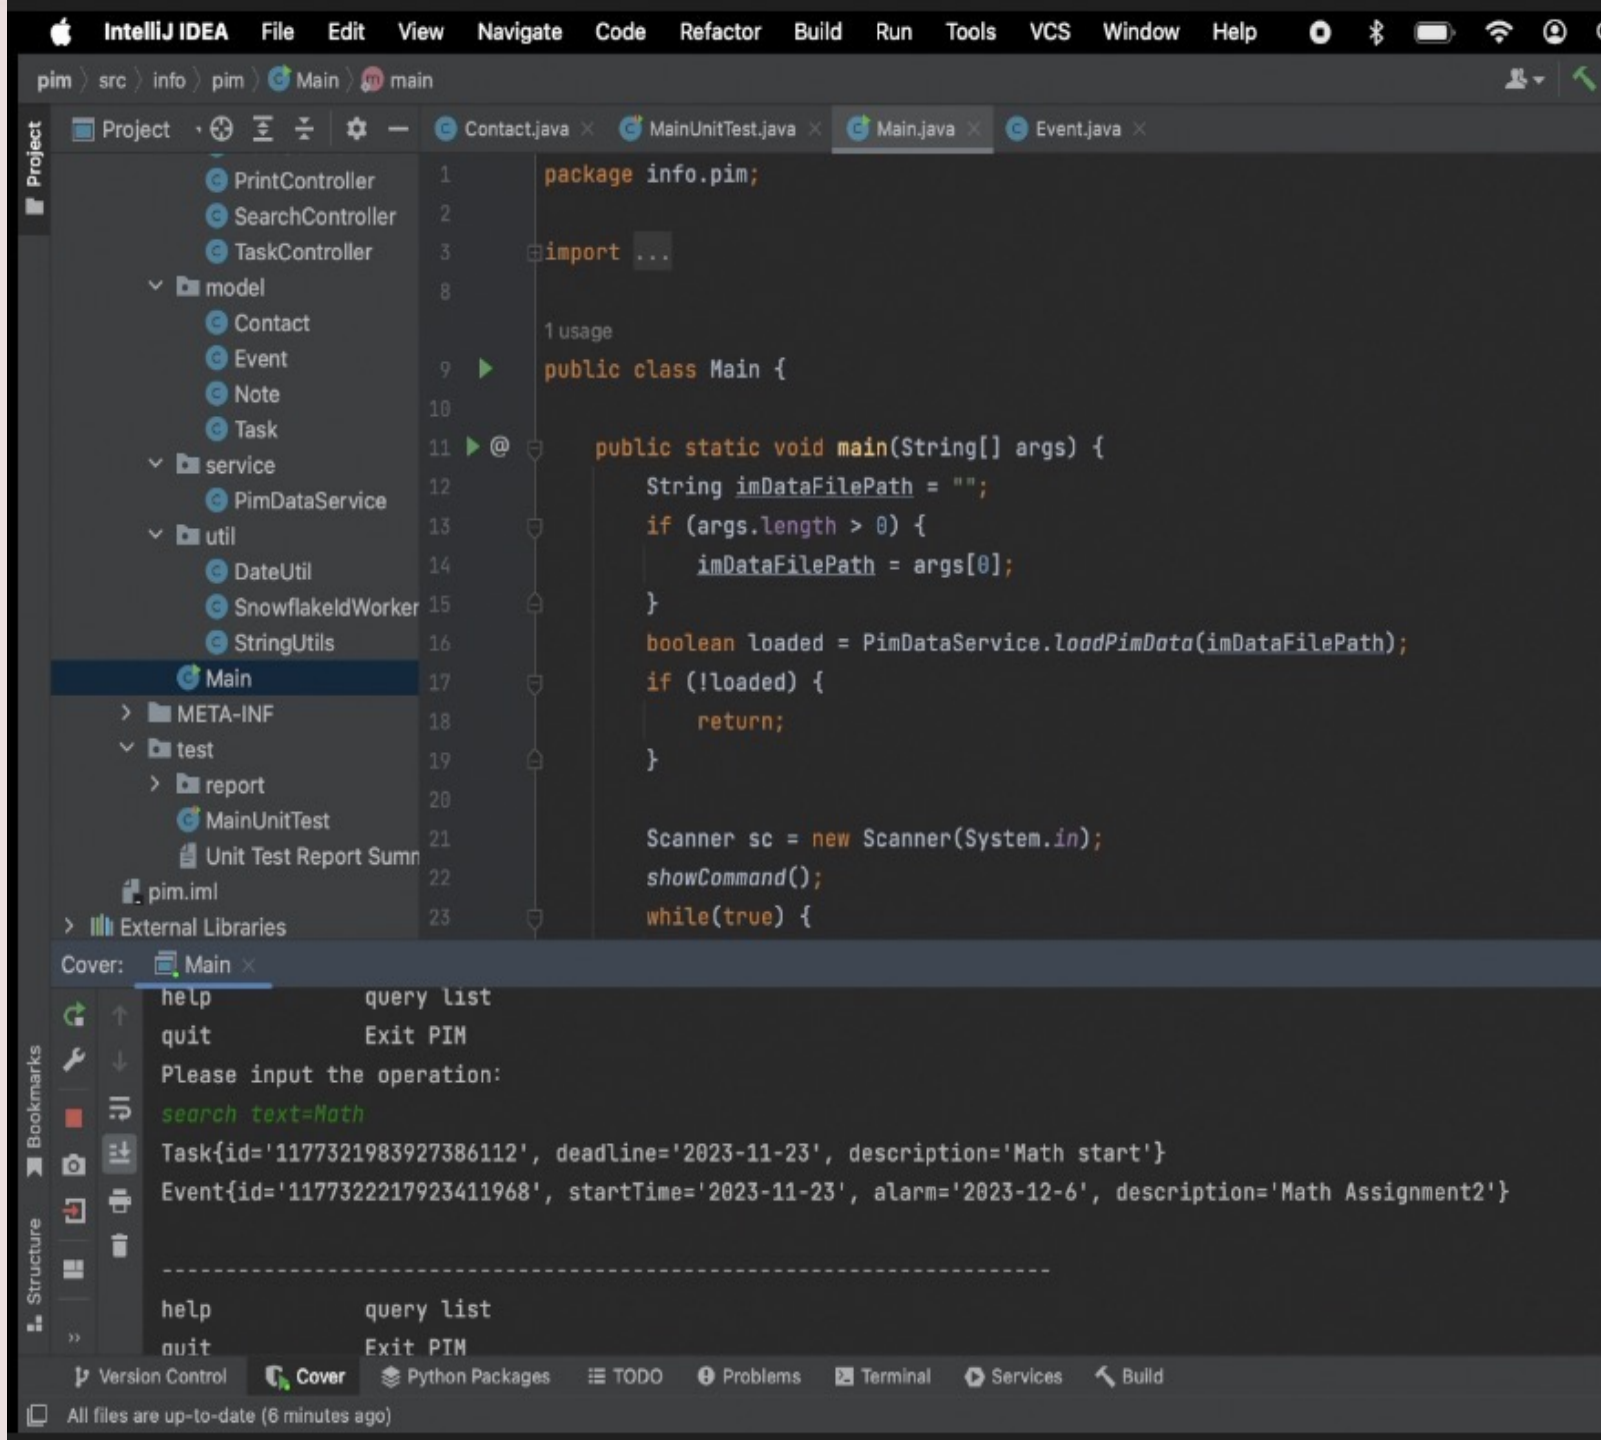 IntelliJ IDEA File Edit View Navigate Code Refactor Build Run Tools VCS Window Help
pim src info pim Main main
Project
Project
Contact.java MainUnitTest.java Main.java Event.java
PrintController
SearchController
TaskController
model
Contact
Event
Note
Task
service
PimDataService
util
DateUtil
SnowflakeIdWorker
StringUtils
Main
META-INF
test
report
MainUnitTest
Unit Test Report Summ
pim.iml
External Libraries
1 package info.pim;
2
3 import ...
8
1 usage
9 public class Main {
10
11 @ public static void main(String[] args) {
12 String imDataFilePath = "";
13 if (args.length > 0) {
14 imDataFilePath = args[0];
15 }
16 boolean loaded = PimDataService.loadPimData(imDataFilePath);
17 if (!loaded) {
18 return;
19 }
20
21 Scanner sc = new Scanner(System.in);
22 showCommand();
23 while(true) {
Cover: Main
help query list
quit Exit PIM
Please input the operation:
search text=Math
Task{id='1177321983927386112', deadline='2023-11-23', description='Math start'}
Event{id='1177322217923411968', startTime='2023-11-23', alarm='2023-12-6', description='Math Assignment2'}
----------------------------------------------------------------------
help query list
quit Exit PIM
Bookmarks
Structure
Version Control Cover Python Packages TODO Problems Terminal Services Build
All files are up-to-date (6 minutes ago)